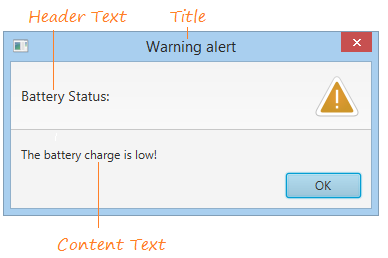 Header Text Title
Warning alert
Battery Status:
The battery charge is low!
OK
Content Text